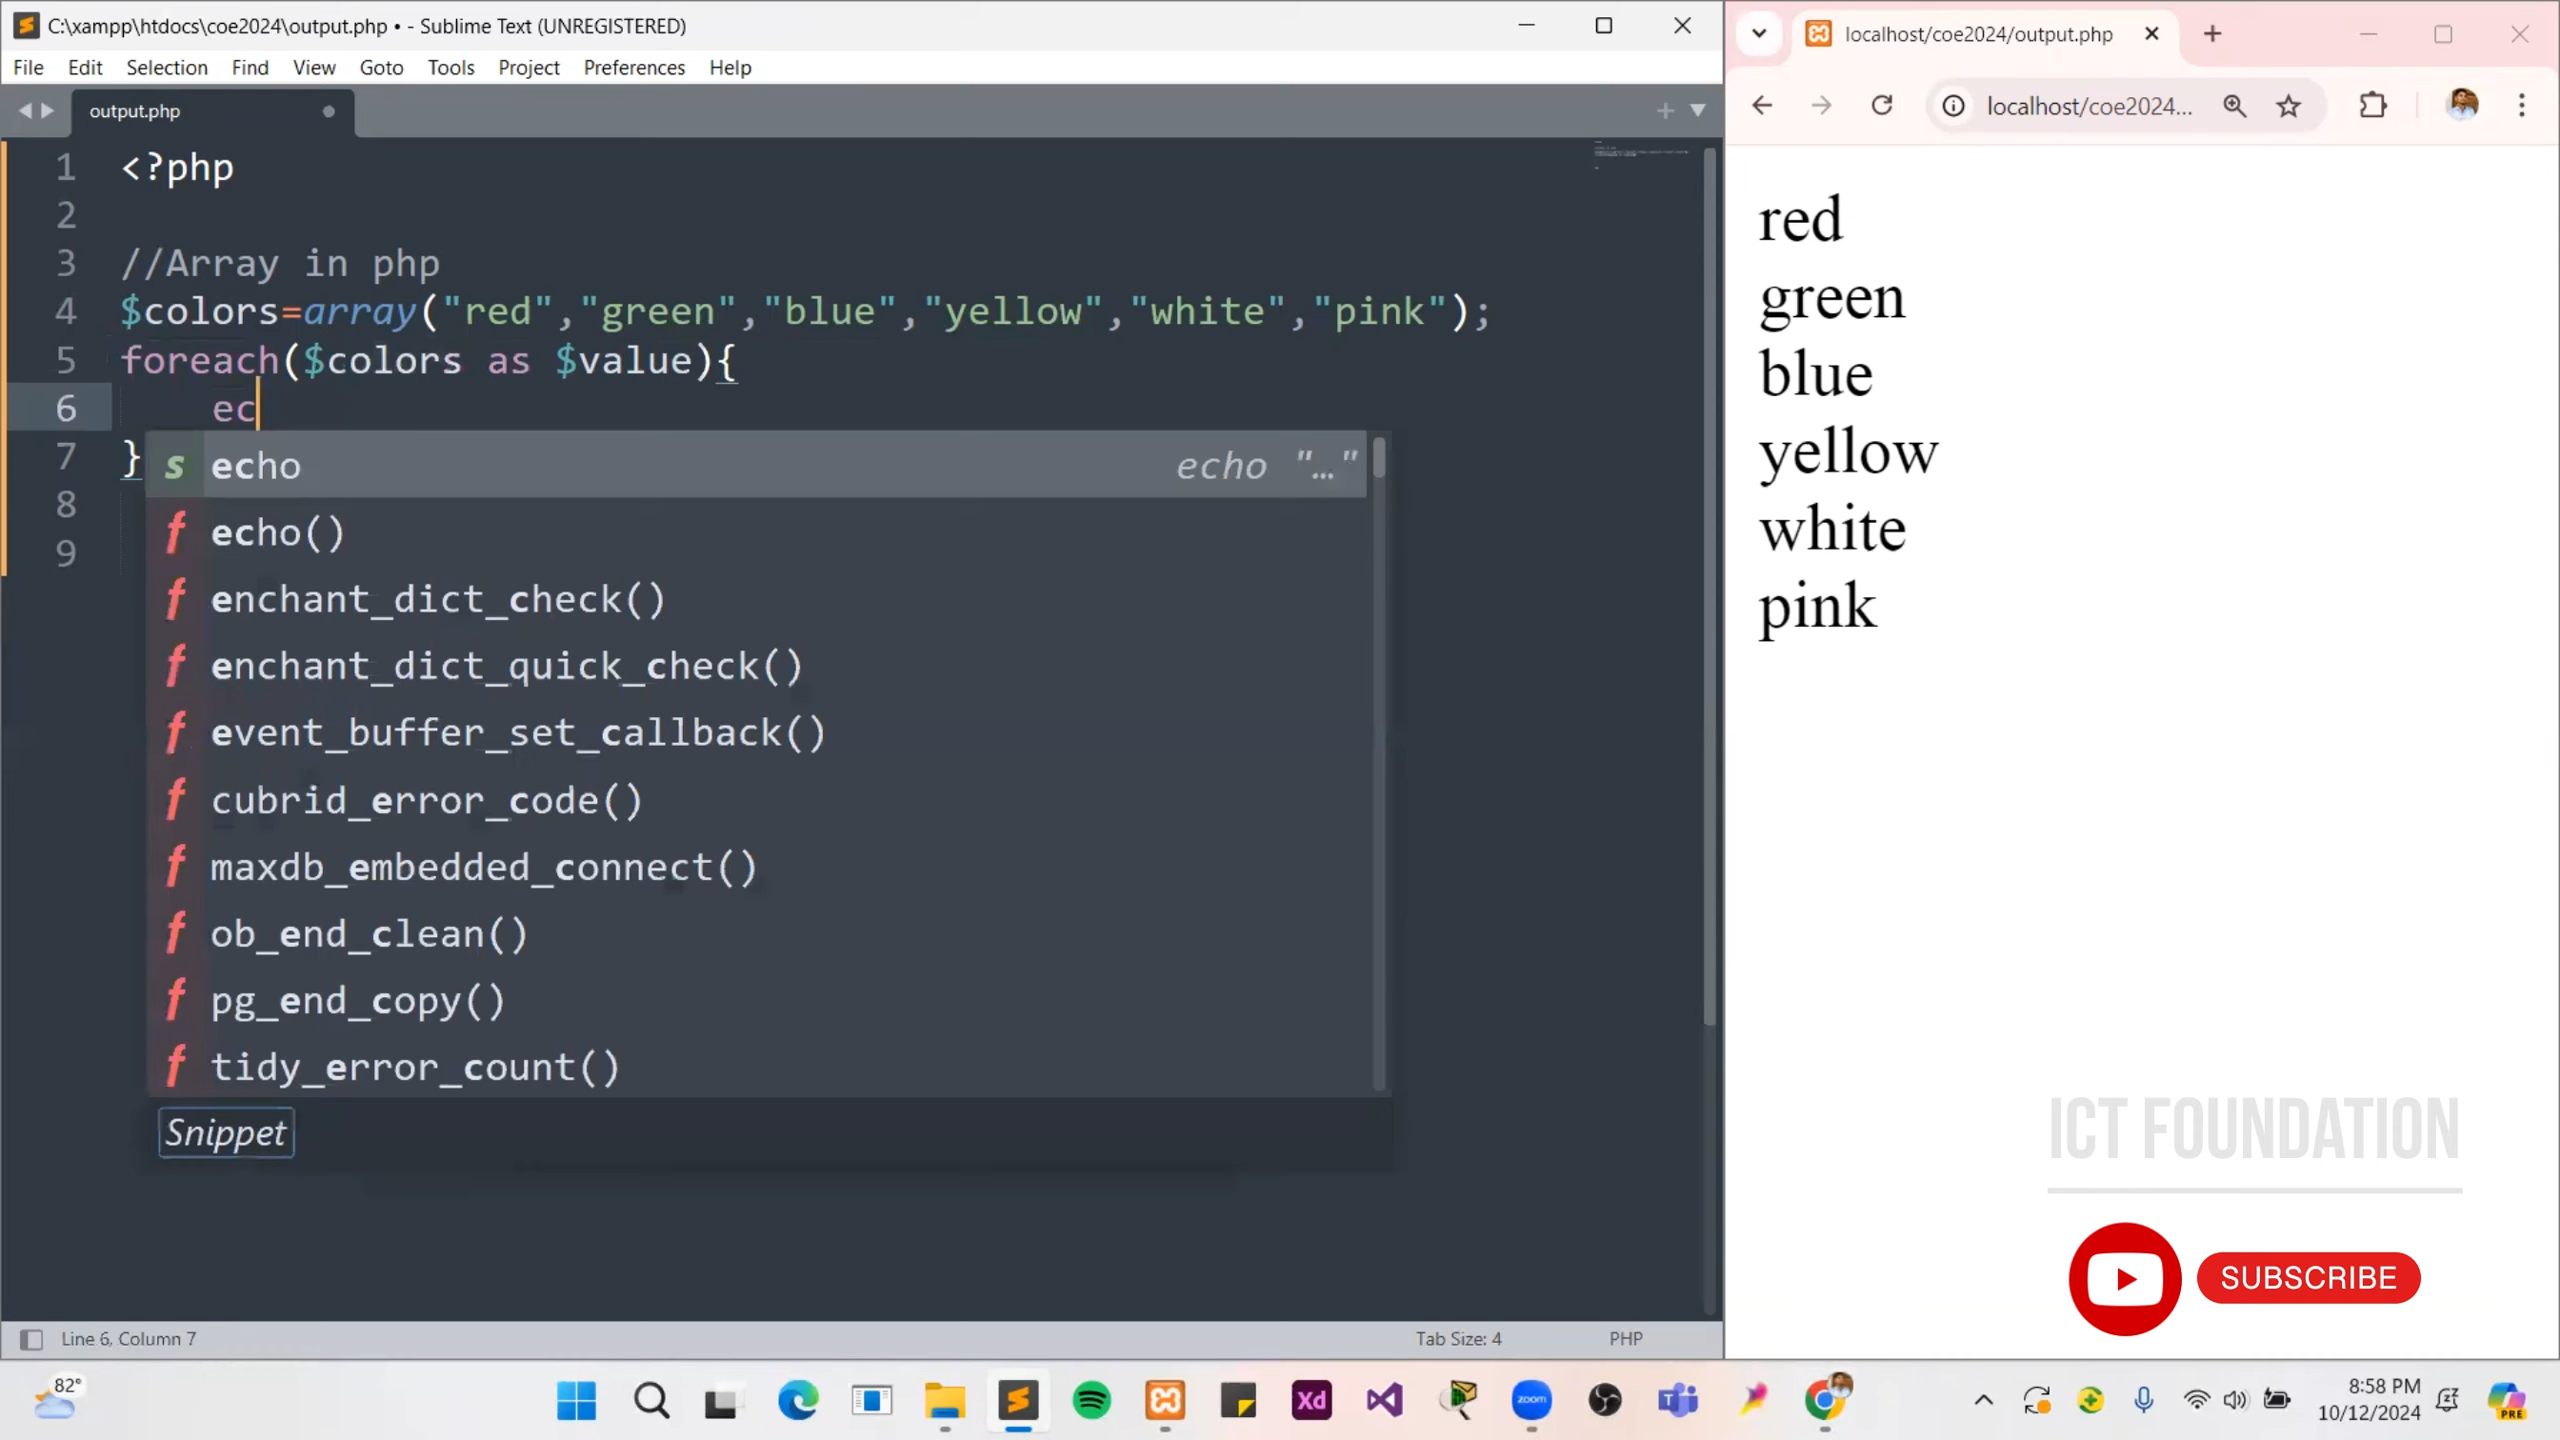 C:\xampp\htdocs\coe2024\output.php • - Sublime Text (UNREGISTERED)
File Edit Selection Find View Goto Tools Project Preferences Help
output.php
1 <?php
2
3 //Array in php
4 $colors=array("red","green","blue","yellow","white","pink");
5 foreach($colors as $value){
6 ec
7 }
8
9
s echo echo "…"
f echo()
f enchant_dict_check()
f enchant_dict_quick_check()
f event_buffer_set_callback()
f cubrid_error_code()
f maxdb_embedded_connect()
f ob_end_clean()
f pg_end_copy()
f tidy_error_count()
Snippet
Line 6, Column 7 Tab Size: 4 PHP
localhost/coe2024/output.php
localhost/coe2024...
red
green
blue
yellow
white
pink
ICT FOUNDATION
SUBSCRIBE
82°
Xd
zoom
8:58 PM
10/12/2024
PRE